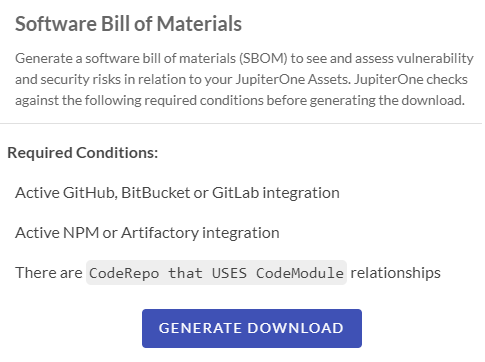 Software Bill of Materials
Generate a software bill of materials (SBOM) to see and assess vulnerability
and security risks in relation to your JupiterOne Assets. JupiterOne checks
against the following required conditions before generating the download.
Required Conditions:
Active GitHub, BitBucket or GitLab integration
Active NPM or Artifactory integration
There are CodeRepo that USES CodeModule relationships
GENERATE DOWNLOAD